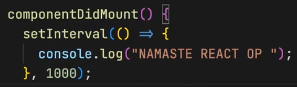 componentDidMount() {
setInterval(() => {
console.log("NAMASTE REACT OP ");
}, 1000);